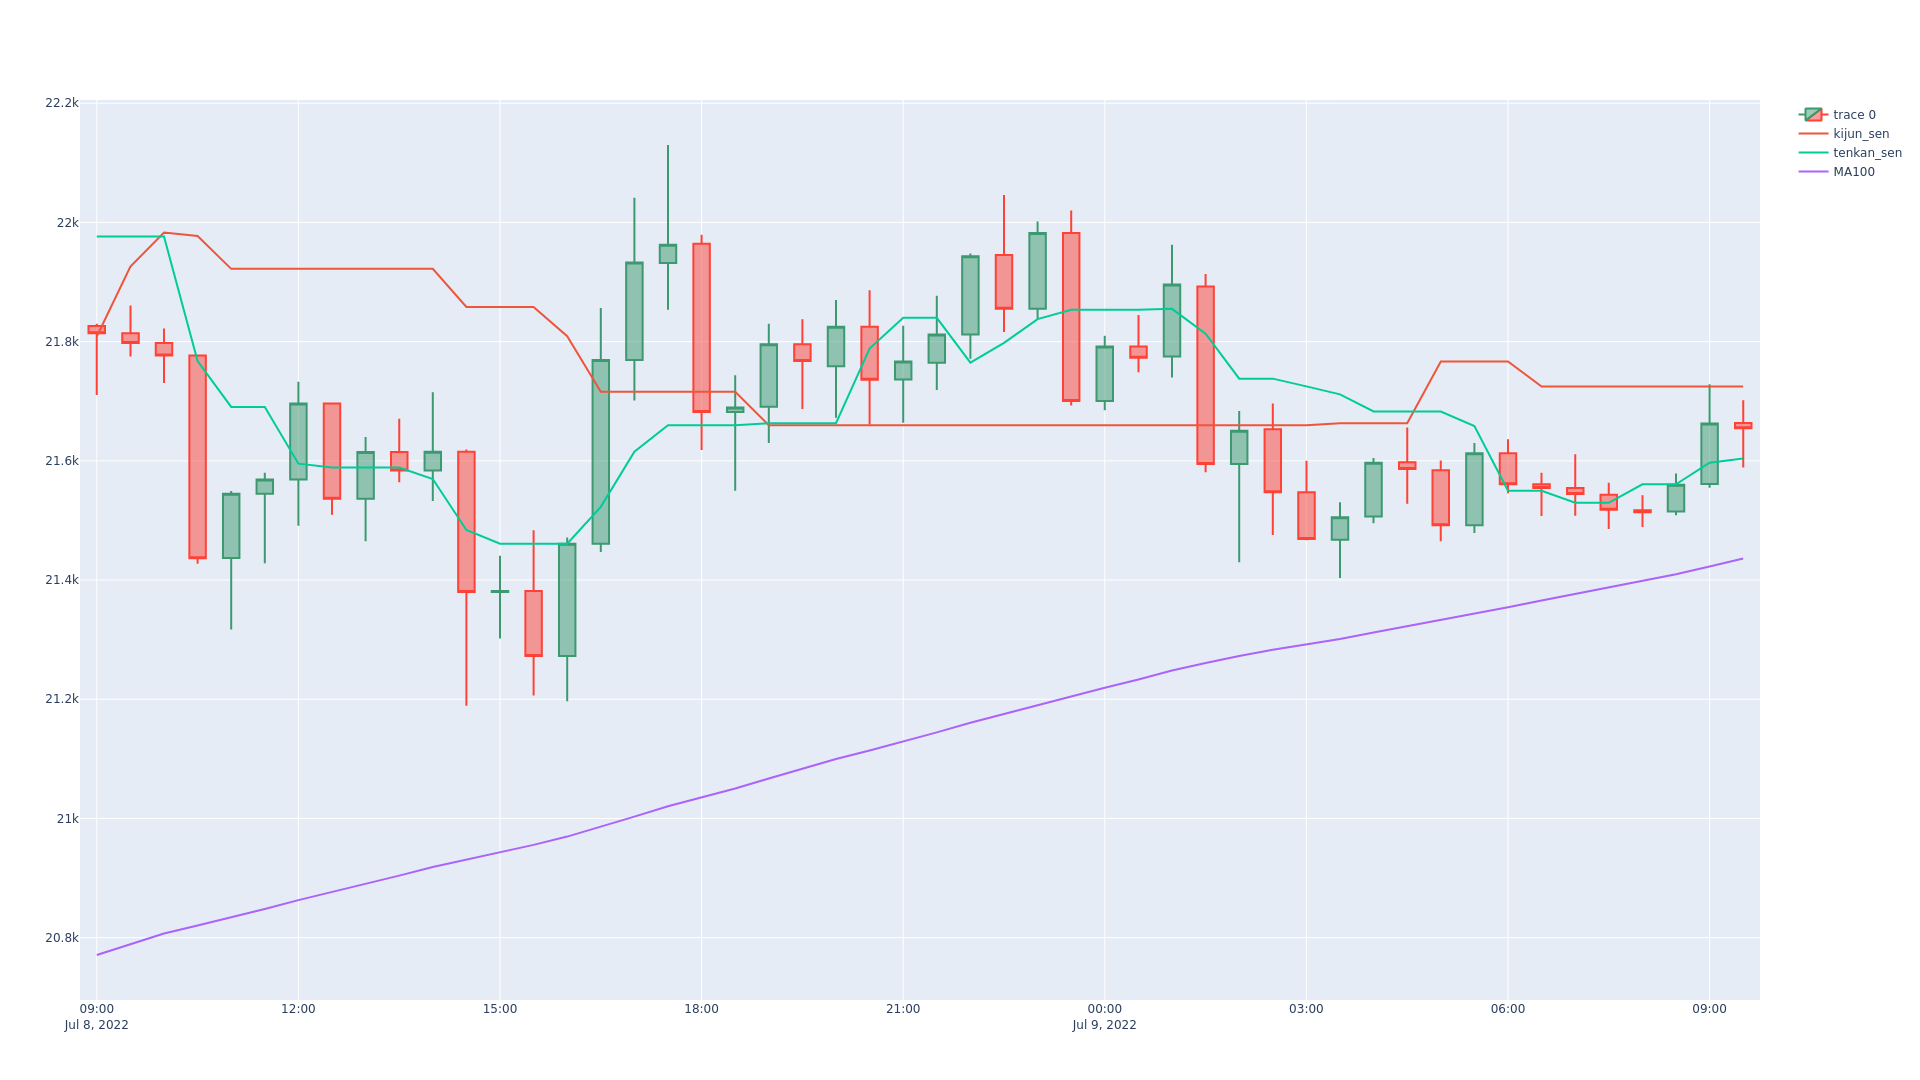 22.2k
22k
21.8k
21.6k
21.4k
21.2k
21k
20.8k
09:00
Jul 8, 2022
12:00
15:00
18:00
21:00
00:00
Jul 9, 2022
03:00
06:00
09:00
trace 0
kijun_sen
tenkan_sen
MA100